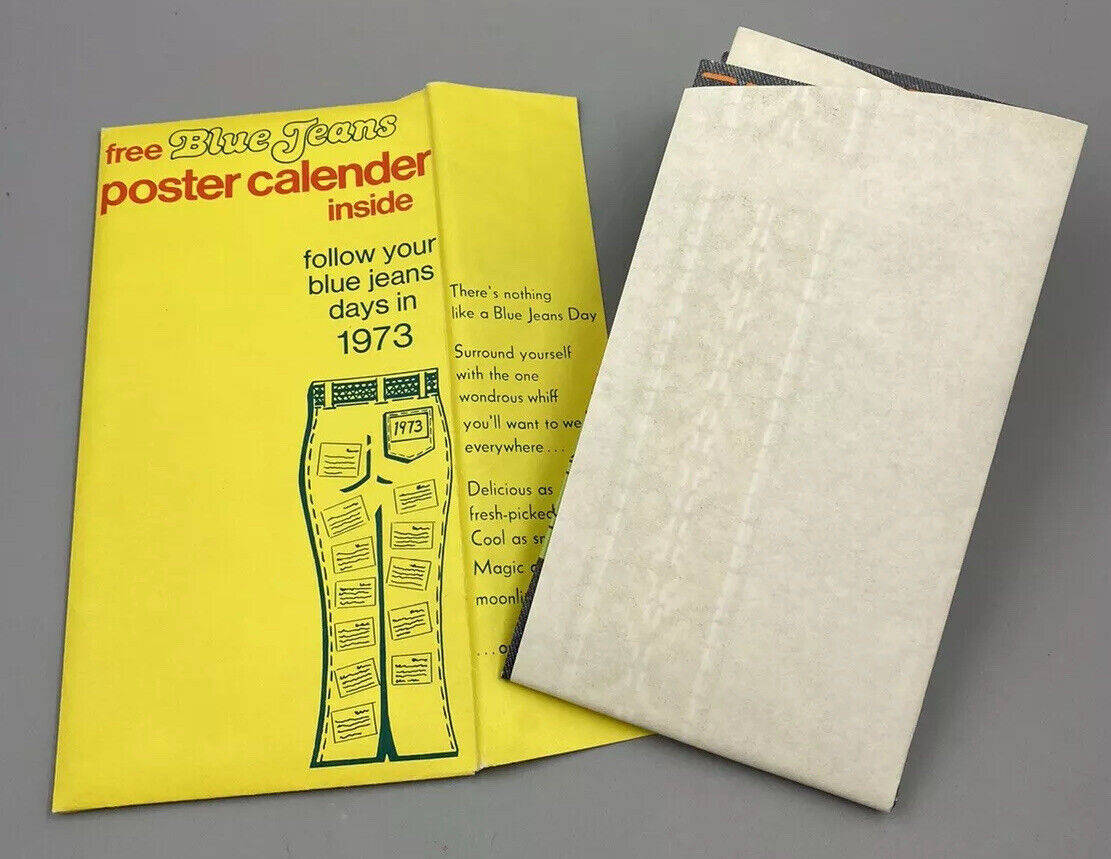 free Blue Jeans
poster calender
inside
follow your
blue jeans
days in
1973
1973
There's nothing
like a Blue Jeans Day
Surround yourself
with the one
wondrous whiff
you'll want to we
everywhere...
Delicious as
fresh-picked
Cool as
Magic
moonli
...o